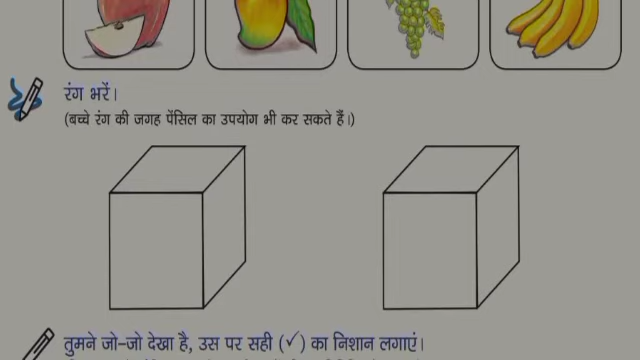 रंग भरें।
(बच्चे रंग की जगह पेंसिल का उपयोग भी कर सकते हैं।)
तुमने जो-जो देखा है, उस पर सही (✓) का निशान लगाएं।